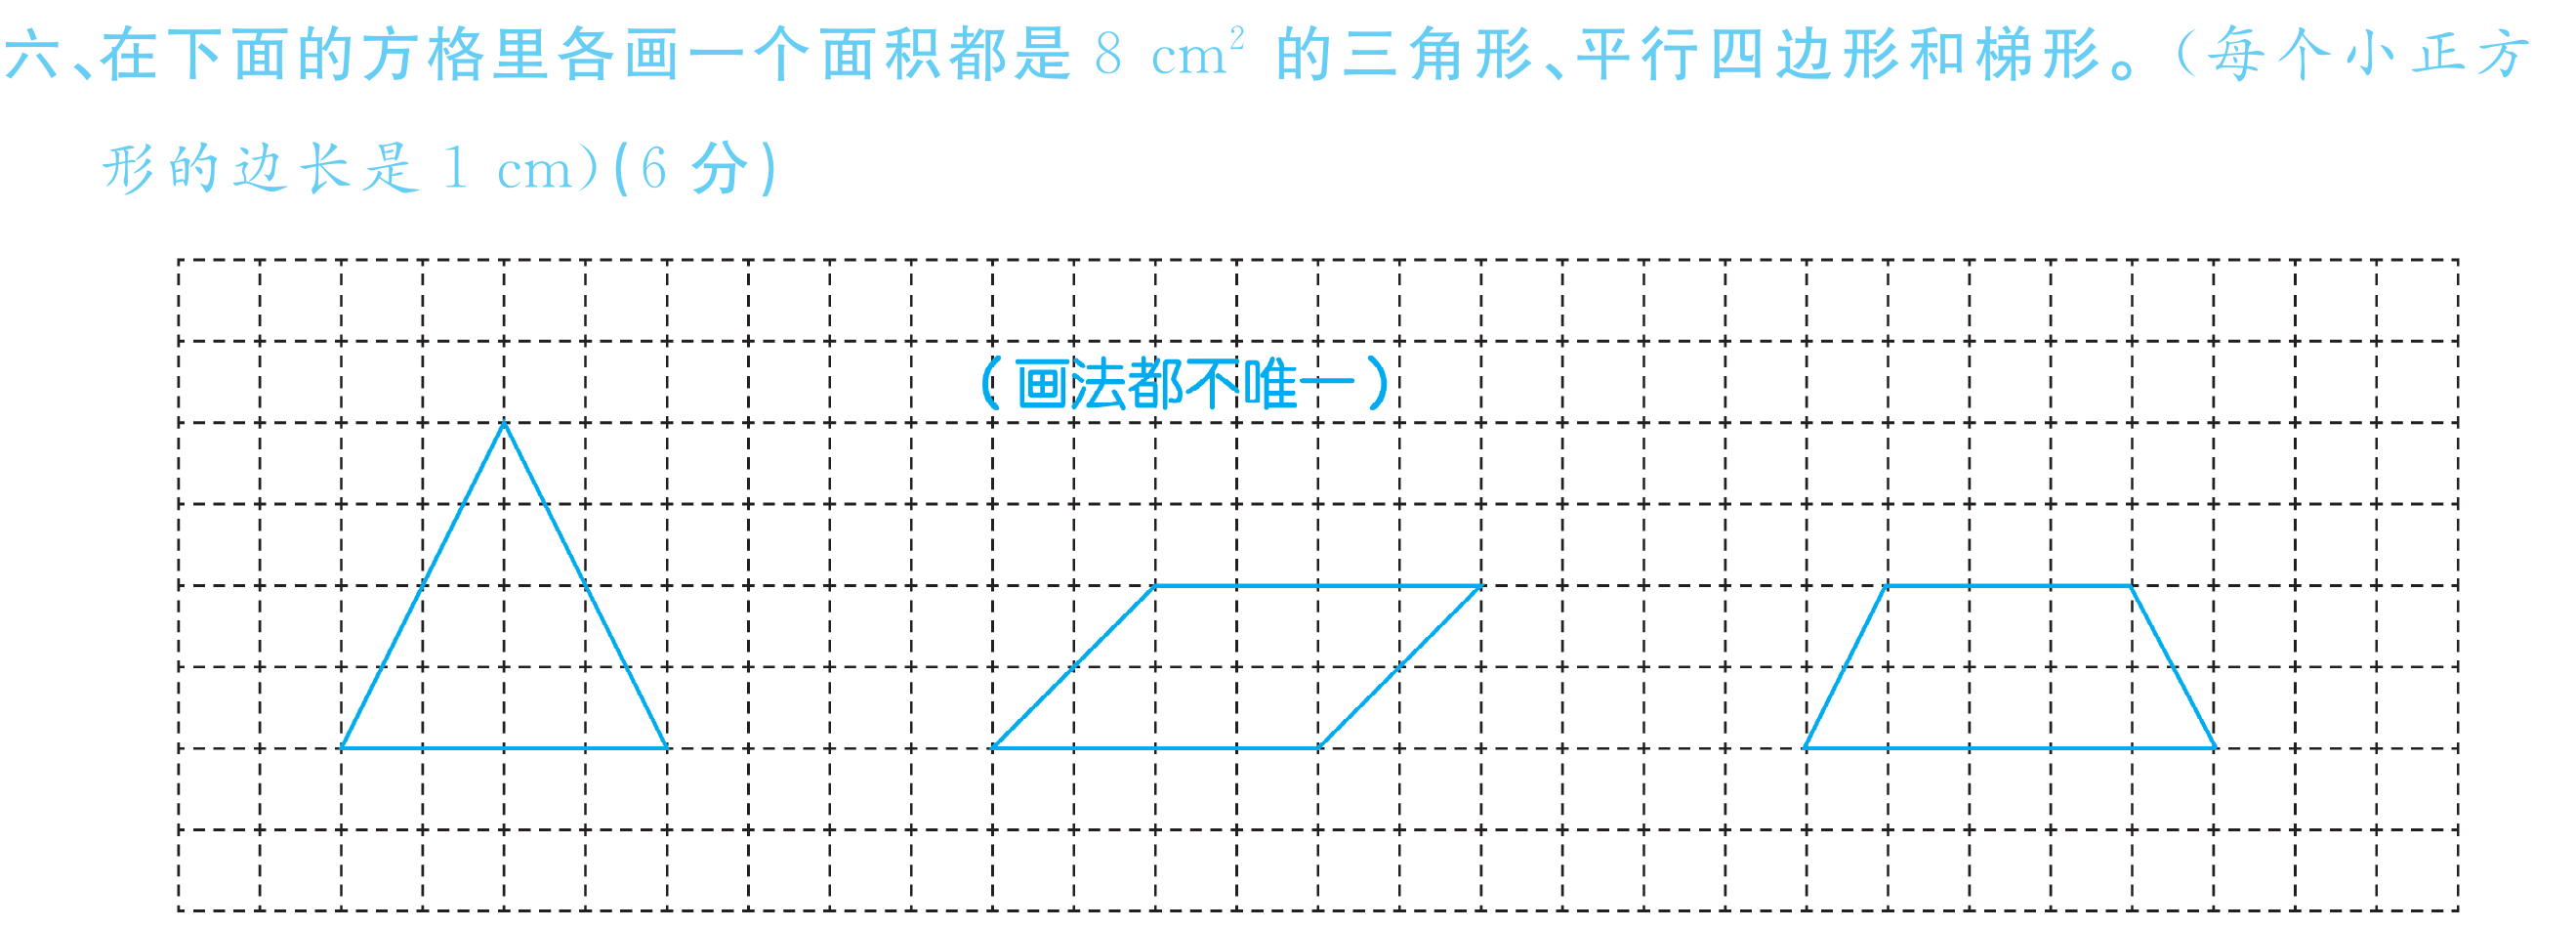 六、在下面的方格里各画一个面积都是 8 cm² 的三角形、平行四边形和梯形。(每个小正方
形的边长是 1 cm)(6 分)
(画法都不唯一)